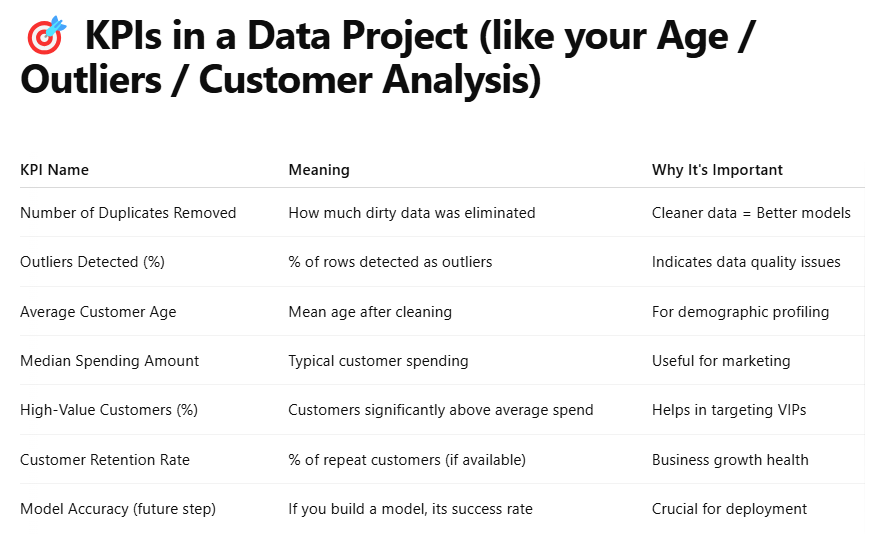 🎯 KPIs in a Data Project (like your Age /
Outliers / Customer Analysis)
KPI Name Meaning Why It's Important
Number of Duplicates Removed How much dirty data was eliminated Cleaner data = Better models
Outliers Detected (%) % of rows detected as outliers Indicates data quality issues
Average Customer Age Mean age after cleaning For demographic profiling
Median Spending Amount Typical customer spending Useful for marketing
High-Value Customers (%) Customers significantly above average spend Helps in targeting VIPs
Customer Retention Rate % of repeat customers (if available) Business growth health
Model Accuracy (future step) If you build a model, its success rate Crucial for deployment